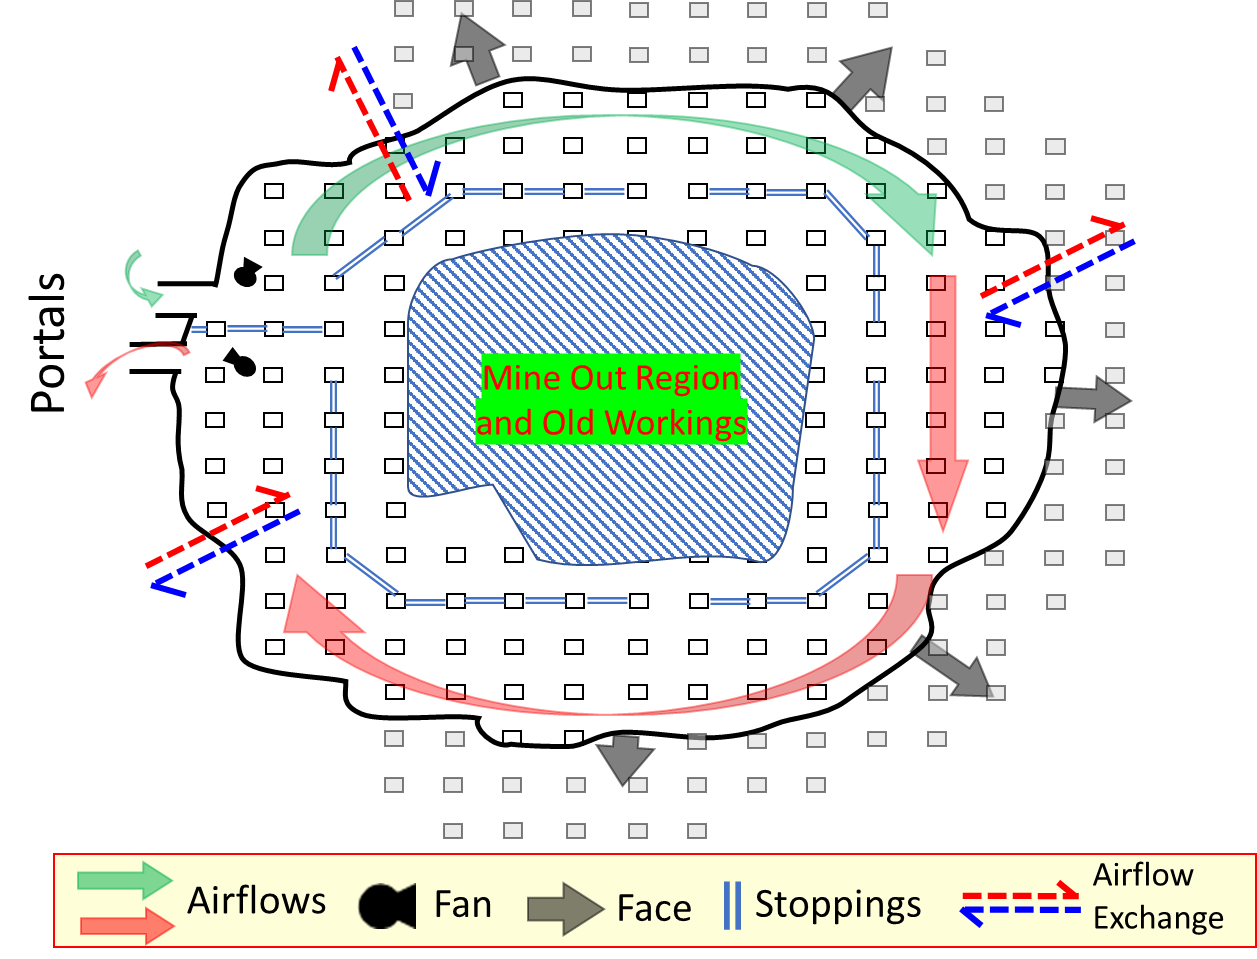 Portals
Mine Out Region
and Old Workings
Airflows
Fan
Face
Stoppings
Airflow
Exchange